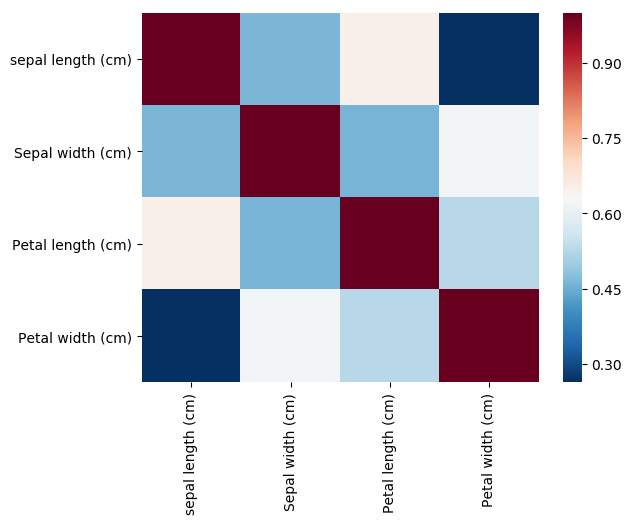 sepal length (cm)
Sepal width (cm)
Petal length (cm)
Petal width (cm)
sepal length (cm)
Sepal width (cm)
Petal length (cm)
Petal width (cm)
0.90
0.75
0.60
0.45
0.30